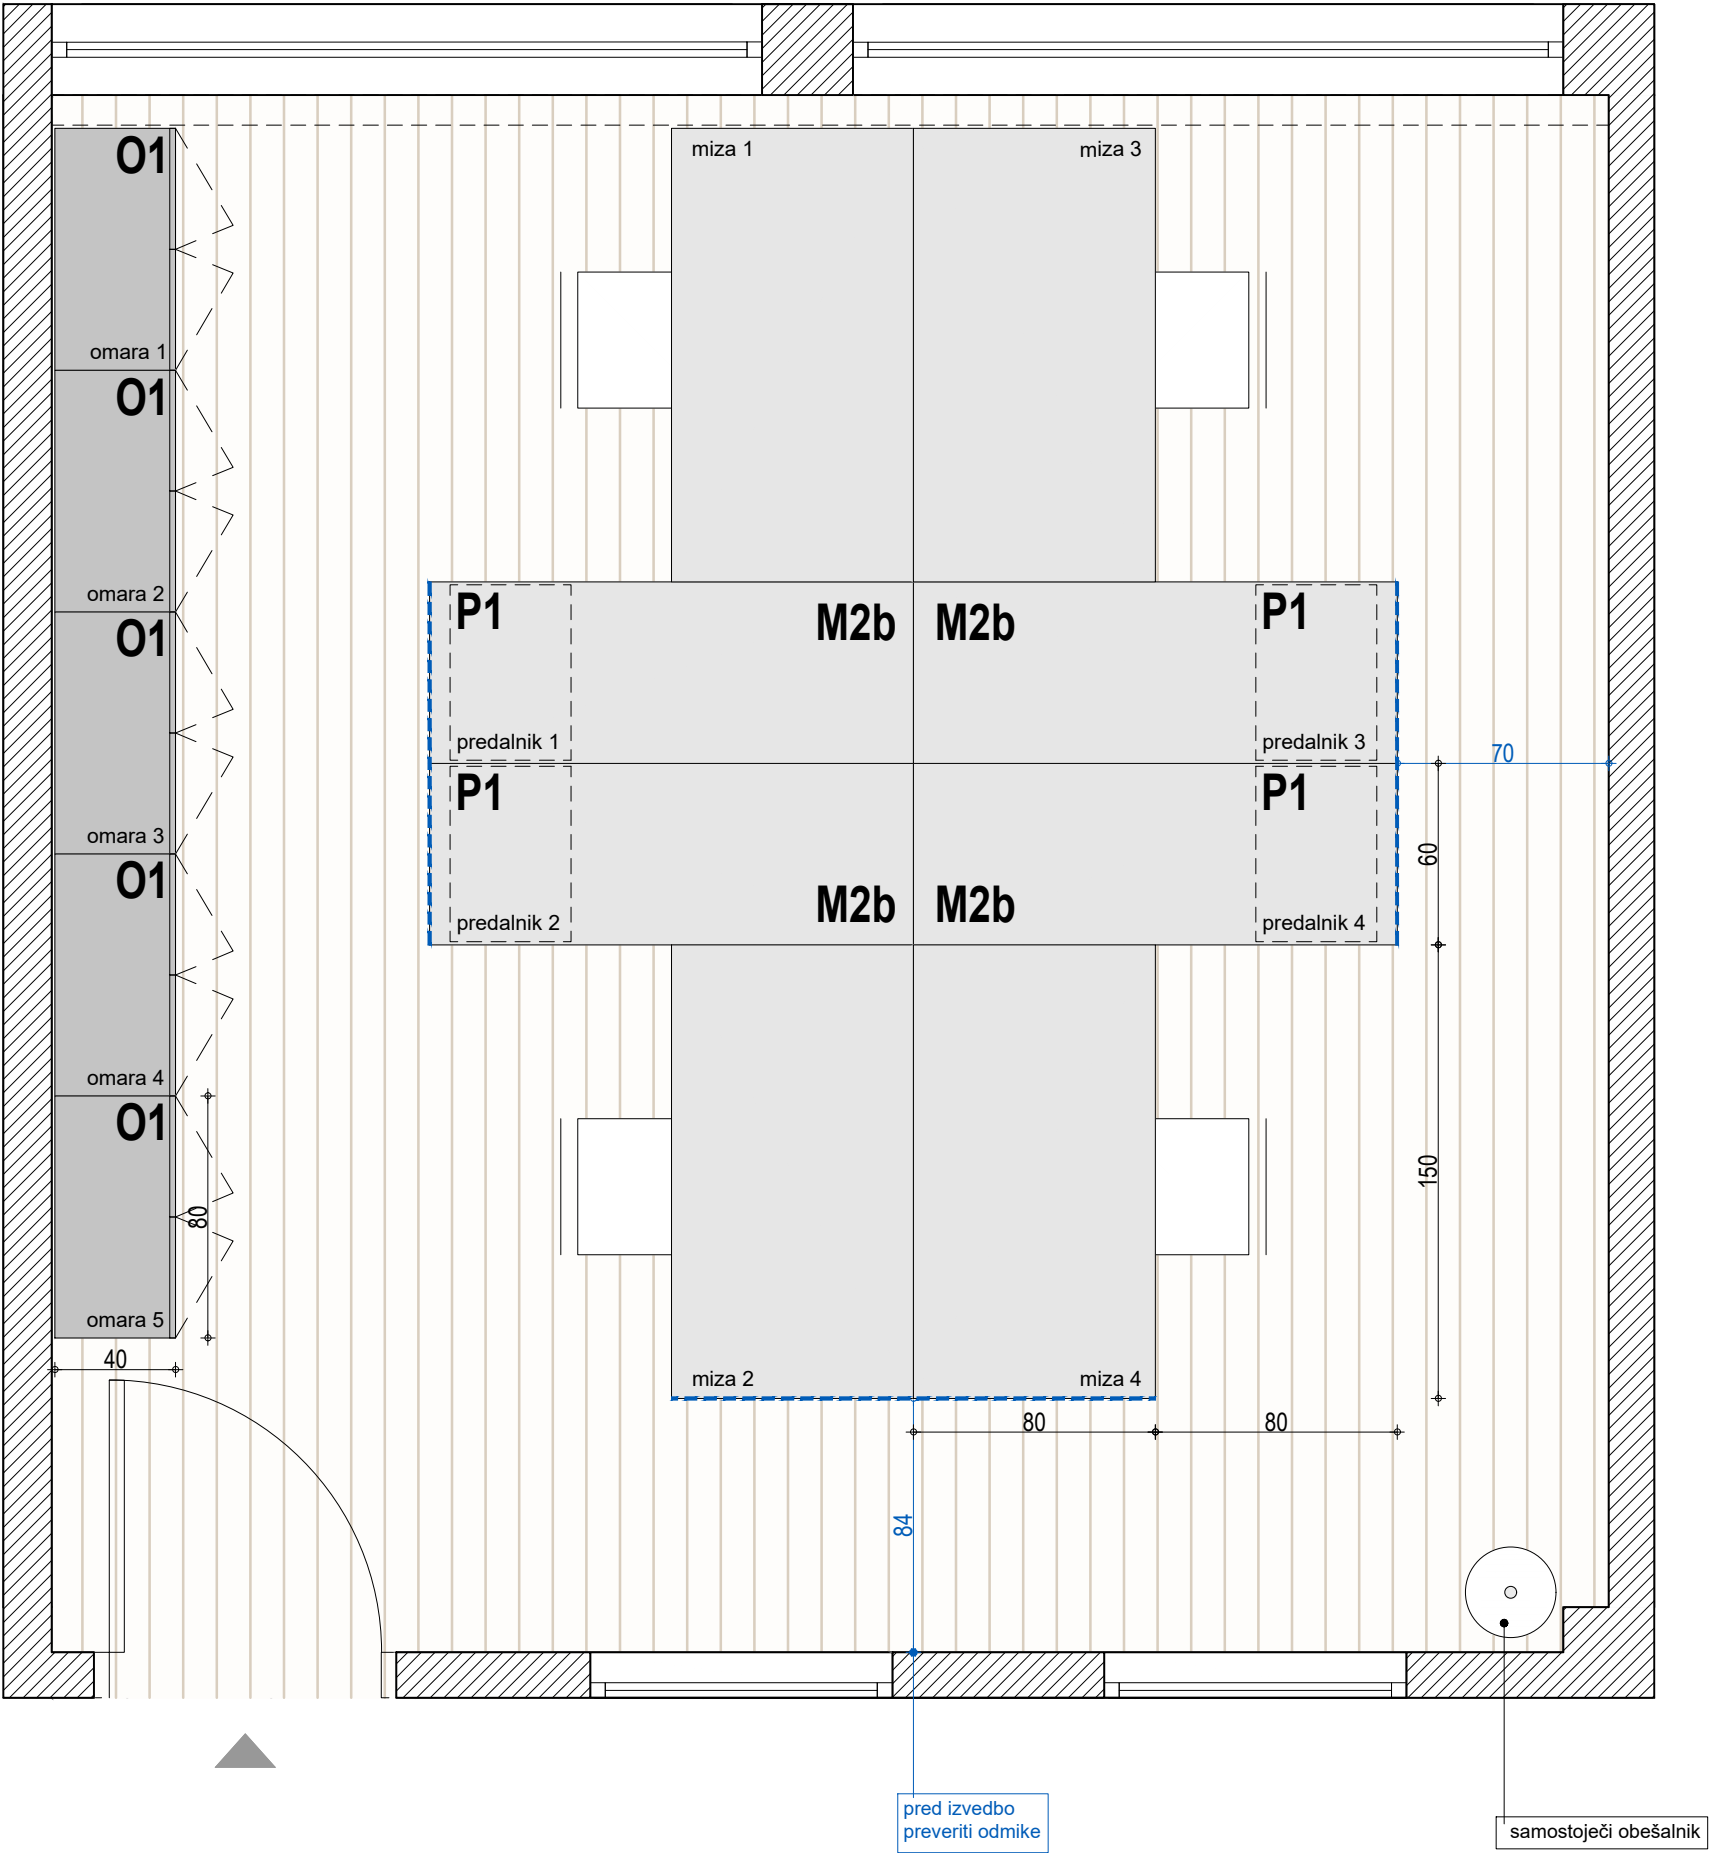 O1
miza 1
miza 3
omara 1
O1
omara 2
P1
M2b
M2b
P1
O1
predalnik 1
predalnik 3
70
P1
P1
omara 3
60
O1
M2b
M2b
predalnik 2
predalnik 4
omara 4
O1
150
80
omara 5
40
miza 2
miza 4
80
80
84
pred izvedbo
preveriti odmike
samostoječi obešalnik